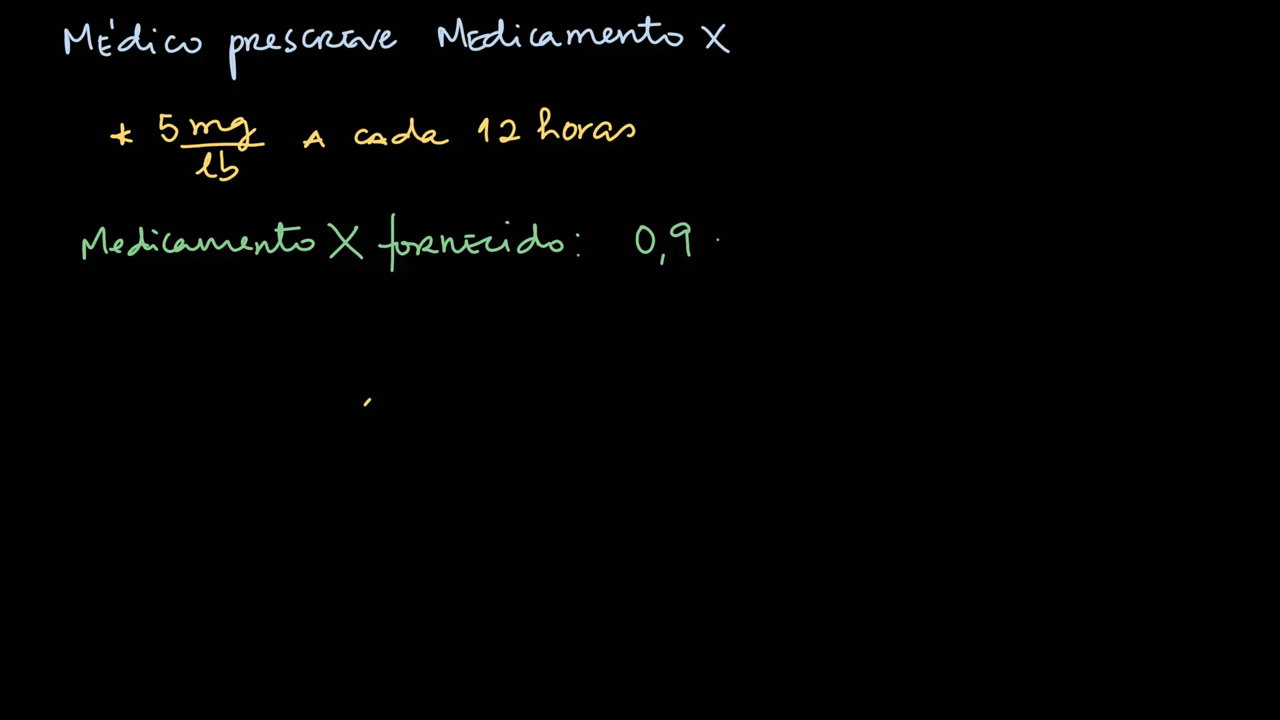 Médico prescreve Medicamento X
* 5 mg/lb a cada 12 horas
Medicamento X fornecido: 0,9